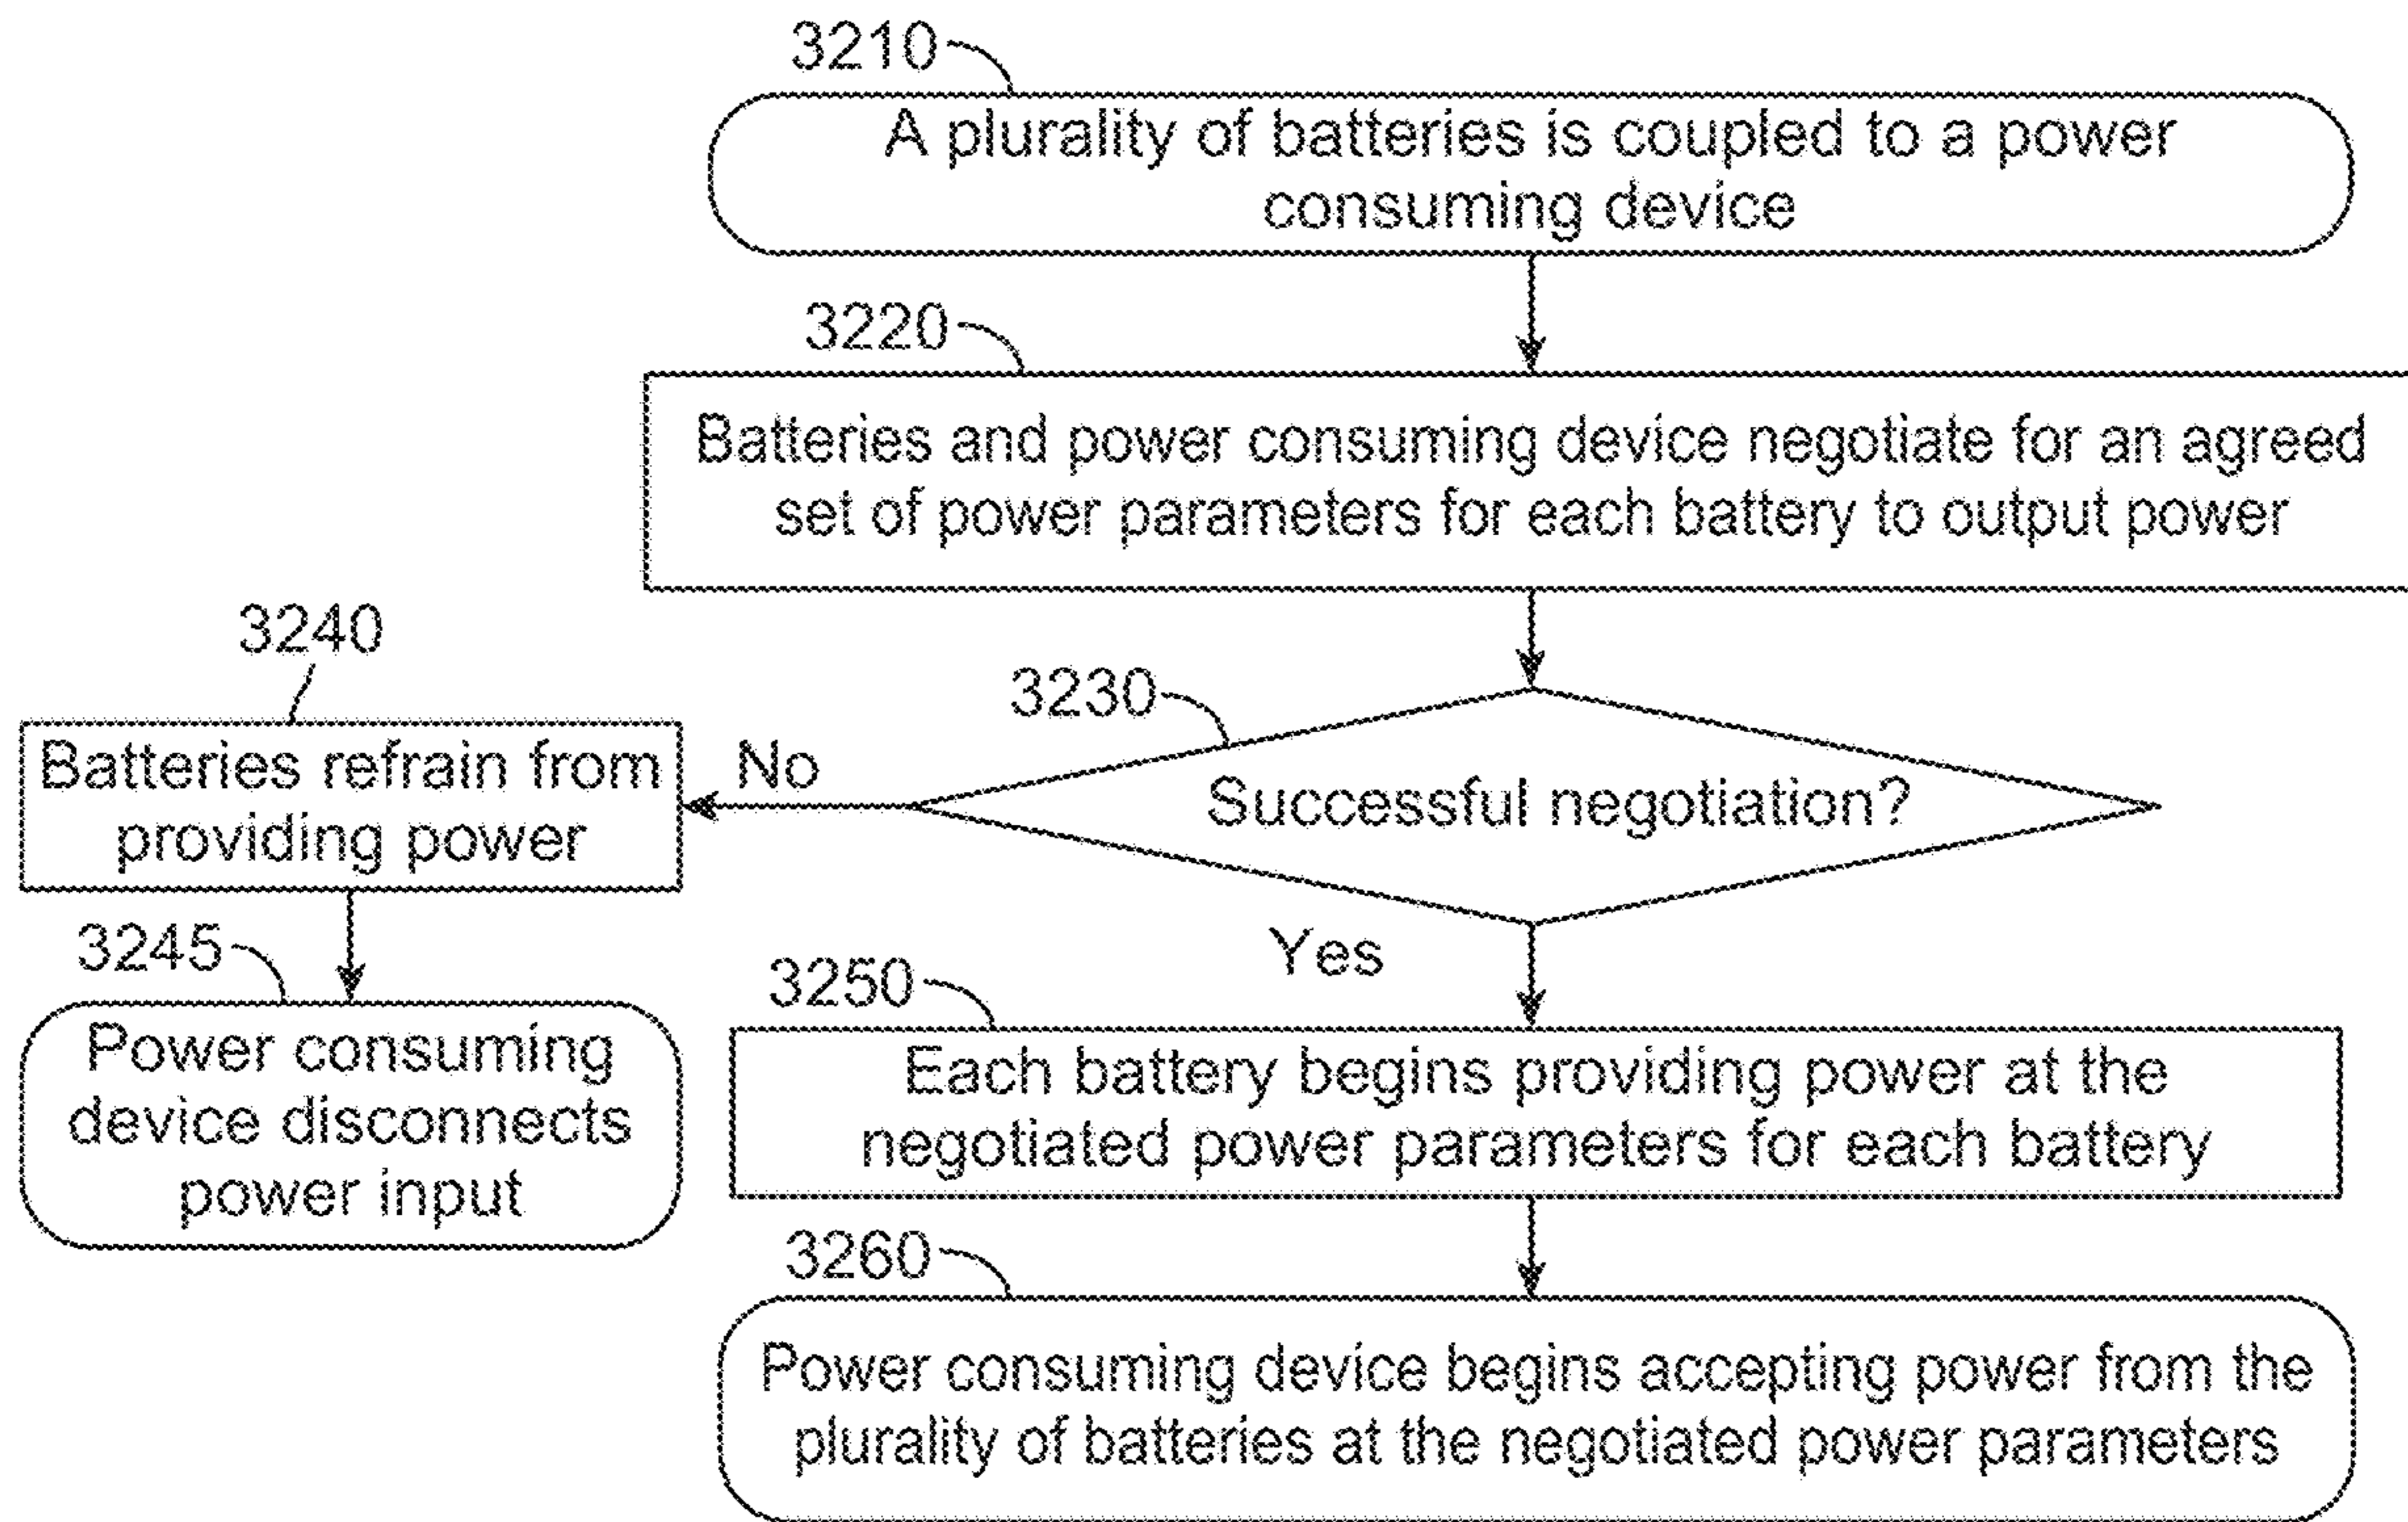 3210
A plurality of batteries is coupled to a power
consuming device
3220
Batteries and power consuming device negotiate for an agreed
set of power parameters for each battery to output power
3230
Successful negotiation?
No
3240
Batteries refrain from
providing power
3245
Power consuming
device disconnects
power input
Yes
3250
Each battery begins providing power at the
negotiated power parameters for each battery
3260
Power consuming device begins accepting power from the
plurality of batteries at the negotiated power parameters